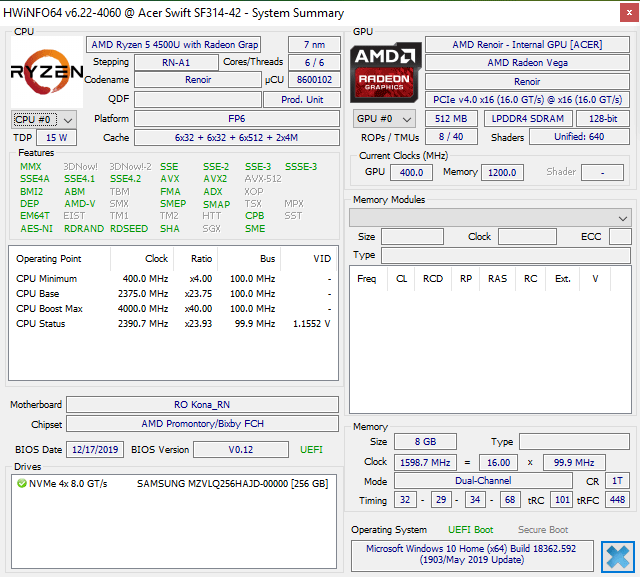 HWiNFO64 v6.22-4060 @ Acer Swift SF314-42 - System Summary
CPU
RYZEN
AMD Ryzen 5 4500U with Radeon Grap
7 nm
Stepping
RN-A1
Cores/Threads
6 / 6
Codename
Renoir
µCU
8600102
QDF
Prod. Unit
CPU #0
Platform
FP6
TDP
15 W
Cache
6x32 + 6x32 + 6x512 + 2x4M
Features
MMX 3DNow! 3DNow!-2 SSE SSE-2 SSE-3 SSSE-3
SSE4A SSE4.1 SSE4.2 AVX AVX2 AVX-512
BMI2 ABM TBM FMA ADX XOP
DEP AMD-V SMX SMEP SMAP TSX MPX
EM64T EIST TM1 TM2 HTT CPB SST
AES-NI RDRAND RDSEED SHA SGX SME
Operating Point Clock Ratio Bus VID
CPU Minimum 400.0 MHz x4.00 100.0 MHz -
CPU Base 2375.0 MHz x23.75 100.0 MHz -
CPU Boost Max 4000.0 MHz x40.00 100.0 MHz -
CPU Status 2390.7 MHz x23.93 99.9 MHz 1.1552 V
Motherboard
RO Kona_RN
Chipset
AMD Promontory/Bixby FCH
BIOS Date
12/17/2019
BIOS Version
V0.12
UEFI
Drives
NVMe 4x 8.0 GT/s SAMSUNG MZVLQ256HAJD-00000 [256 GB]
GPU
AMD
RADEON
GRAPHICS
AMD Renoir - Internal GPU [ACER]
AMD Radeon Vega
Renoir
PCIe v4.0 x16 (16.0 GT/s) @ x16 (16.0 GT/s)
GPU #0
512 MB
LPDDR4 SDRAM
128-bit
ROPs / TMUs
8 / 40
Shaders
Unified: 640
Current Clocks (MHz)
GPU
400.0
Memory
1200.0
Shader
-
Memory Modules
Size
Clock
ECC
Type
Freq CL RCD RP RAS RC Ext. V
Memory
Size
8 GB
Type
Clock
1598.7 MHz
=
16.00
x
99.9 MHz
Mode
Dual-Channel
CR
1T
Timing
32 - 29 - 34 - 68 tRC 101 tRFC 448
Operating System
UEFI Boot
Secure Boot
Microsoft Windows 10 Home (x64) Build 18362.592
(1903/May 2019 Update)